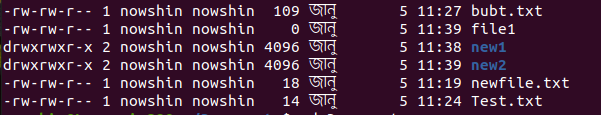 -rw-rw-r-- 1 nowshin nowshin 109 জানু 5 11:27 bubt.txt
-rw-rw-r-- 1 nowshin nowshin 0 জানু 5 11:39 file1
drwxrwxr-x 2 nowshin nowshin 4096 জানু 5 11:38 new1
drwxrwxr-x 2 nowshin nowshin 4096 জানু 5 11:39 new2
-rw-rw-r-- 1 nowshin nowshin 18 জানু 5 11:19 newfile.txt
-rw-rw-r-- 1 nowshin nowshin 14 জানু 5 11:24 Test.txt